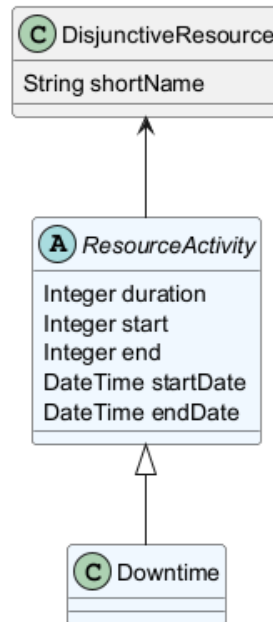 C DisjunctiveResource
String shortName
A ResourceActivity
Integer duration
Integer start
Integer end
DateTime startDate
DateTime endDate
C Downtime